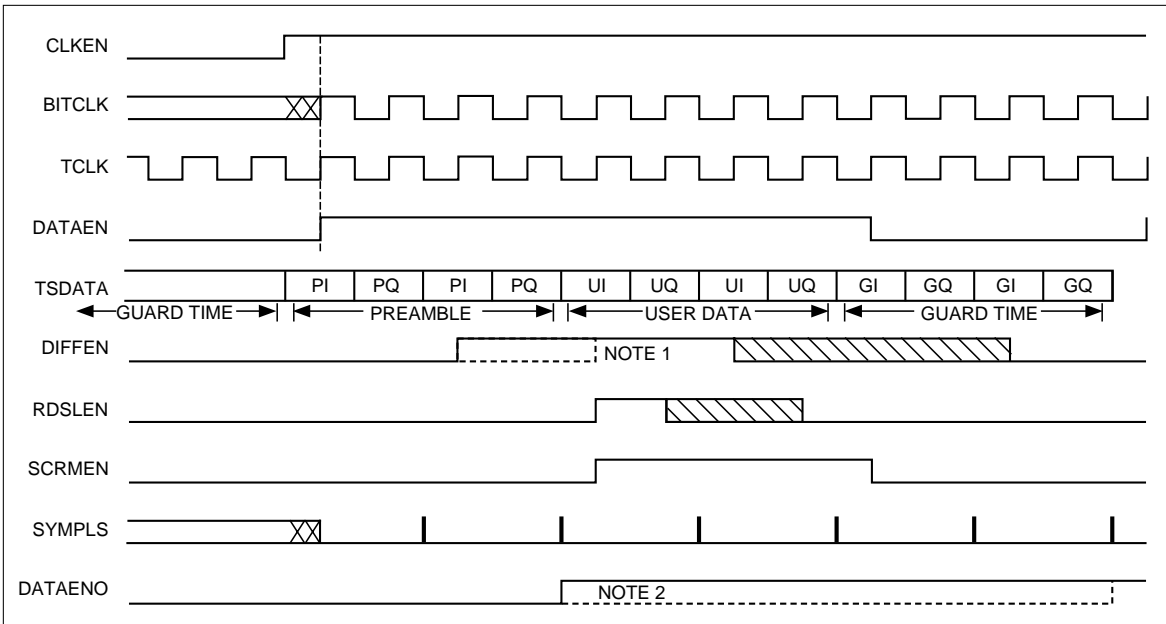 CLKEN
BITCLK
TCLK
DATAEN
TSDATA PI PQ PI PQ UI UQ UI UQ GI GQ GI GQ
GUARD TIME PREAMBLE USER DATA GUARD TIME
DIFFEN NOTE 1
RDSLEN
SCRMEN
SYMPLS
DATAENO NOTE 2